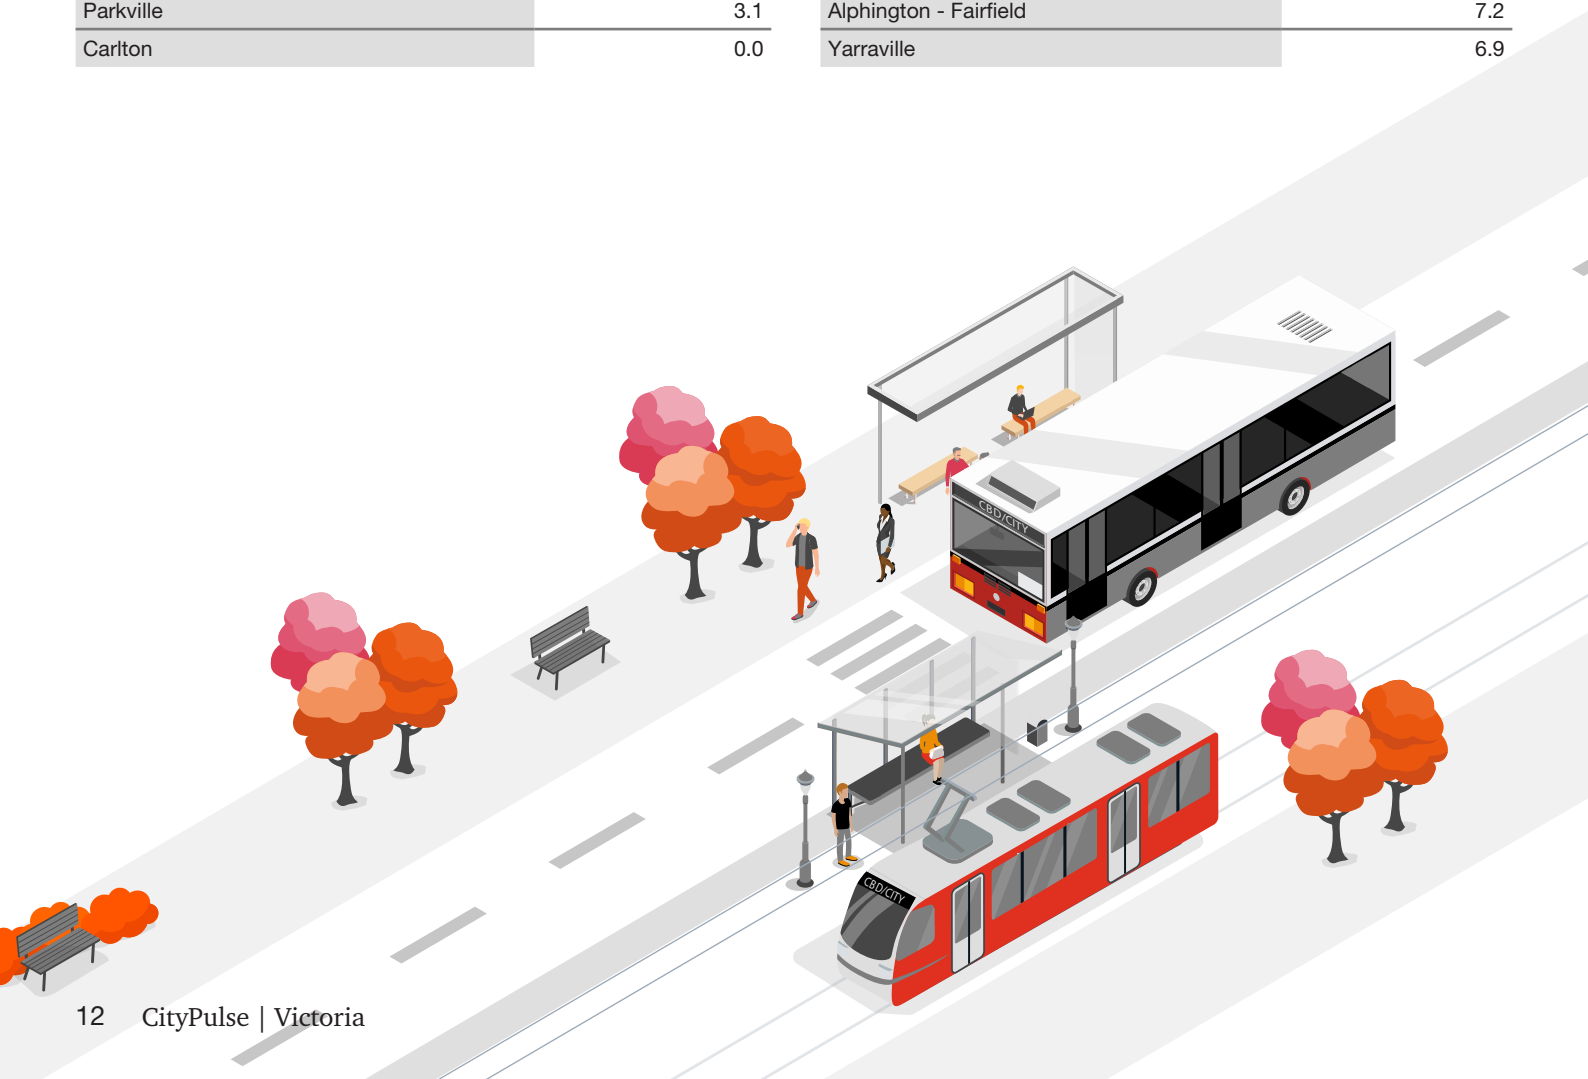 Parkville 3.1
Carlton 0.0
Alphington - Fairfield 7.2
Yarraville 6.9
CBD/CITY
CBD/CITY
12 CityPulse | Victoria